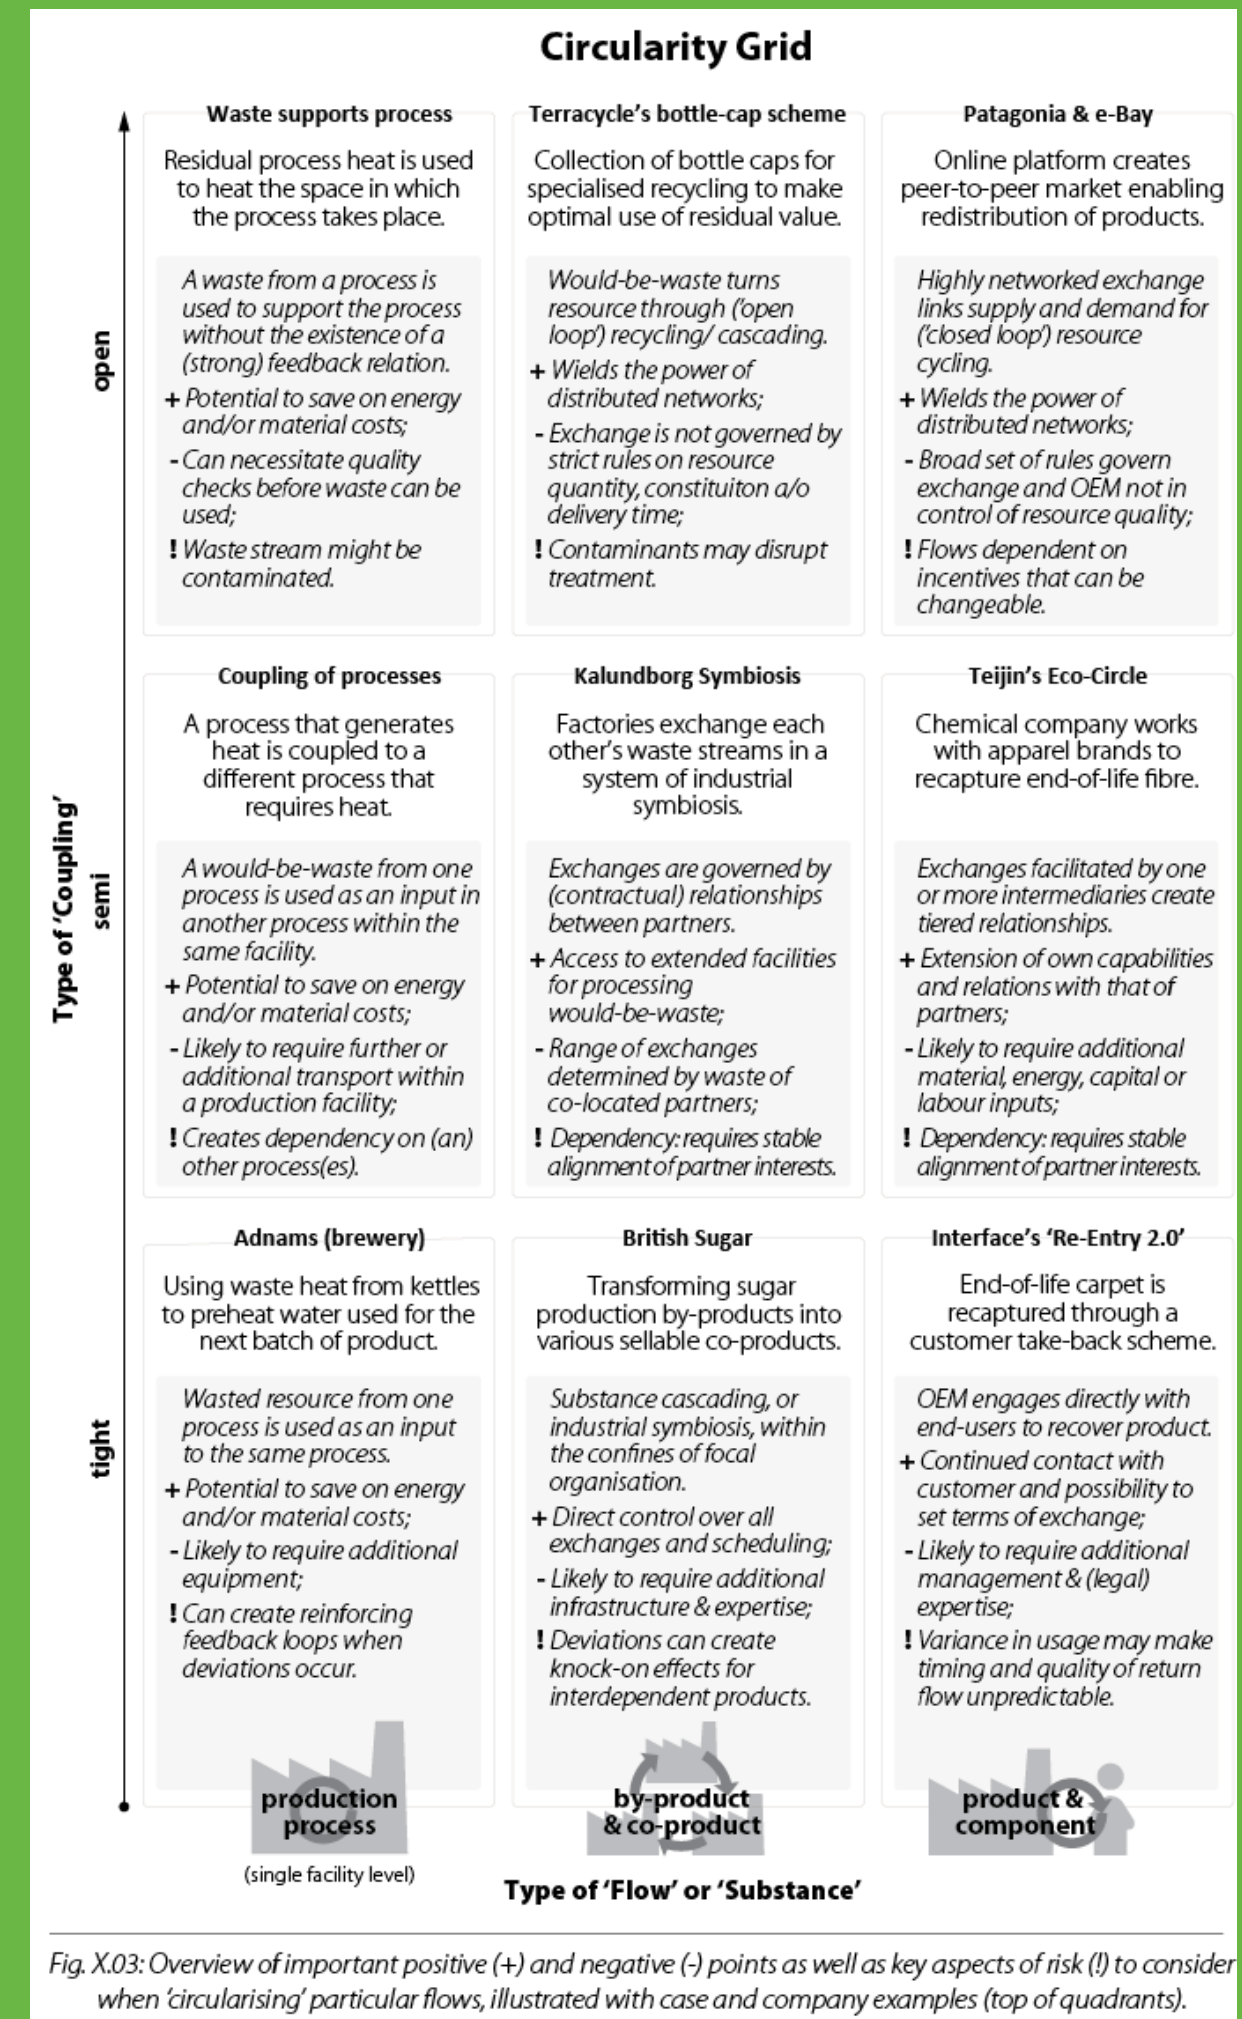 Circularity Grid
Type of 'Coupling'
open
semi
tight
Waste supports process
Residual process heat is used
to heat the space in which
the process takes place.
A waste from a process is
used to support the process
without the existence of a
(strong) feedback relation.
+ Potential to save on energy
and/or material costs;
- Can necessitate quality
checks before waste can be
used;
! Waste stream might be
contaminated.
Terracycle's bottle-cap scheme
Collection of bottle caps for
specialised recycling to make
optimal use of residual value.
Would-be-waste turns
resource through ('open
loop') recycling/ cascading.
+ Wields the power of
distributed networks;
- Exchange is not governed by
strict rules on resource
quantity, constituiton a/o
delivery time;
! Contaminants may disrupt
treatment.
Patagonia & e-Bay
Online platform creates
peer-to-peer market enabling
redistribution of products.
Highly networked exchange
links supply and demand for
('closed loop') resource
cycling.
+ Wields the power of
distributed networks;
- Broad set of rules govern
exchange and OEM not in
control of resource quality;
! Flows dependent on
incentives that can be
changeable.
Coupling of processes
A process that generates
heat is coupled to a
different process that
requires heat.
A would-be-waste from one
process is used as an input in
another process within the
same facility.
+ Potential to save on energy
and/or material costs;
- Likely to require further or
additional transport within
a production facility;
! Creates dependency on (an)
other process(es).
Kalundborg Symbiosis
Factories exchange each
other's waste streams in a
system of industrial
symbiosis.
Exchanges are governed by
(contractual) relationships
between partners.
+ Access to extended facilities
for processing
would-be-waste;
- Range of exchanges
determined by waste of
co-located partners;
! Dependency: requires stable
alignment of partner interests.
Teijin's Eco-Circle
Chemical company works
with apparel brands to
recapture end-of-life fibre.
Exchanges facilitated by one
or more intermediaries create
tiered relationships.
+ Extension of own capabilities
and relations with that of
partners;
- Likely to require additional
material, energy, capital or
labour inputs;
! Dependency: requires stable
alignment of partner interests.
Adnams (brewery)
Using waste heat from kettles
to preheat water used for the
next batch of product.
Wasted resource from one
process is used as an input
to the same process.
+ Potential to save on energy
and/or material costs;
- Likely to require additional
equipment;
! Can create reinforcing
feedback loops when
deviations occur.
production
process
(single facility level)
British Sugar
Transforming sugar
production by-products into
various sellable co-products.
Substance cascading, or
industrial symbiosis, within
the confines of focal
organisation.
+ Direct control over all
exchanges and scheduling;
- Likely to require additional
infrastructure & expertise;
! Deviations can create
knock-on effects for
interdependent products.
by-product
& co-product
Interface's 'Re-Entry 2.0'
End-of-life carpet is
recaptured through a
customer take-back scheme.
OEM engages directly with
end-users to recover product.
+ Continued contact with
customer and possibility to
set terms of exchange;
- Likely to require additional
management & (legal)
expertise;
! Variance in usage may make
timing and quality of return
flow unpredictable.
product &
component
Type of 'Flow' or 'Substance'
Fig. X.03: Overview of important positive (+) and negative (-) points as well as key aspects of risk (!) to consider
when 'circularising' particular flows, illustrated with case and company examples (top of quadrants).